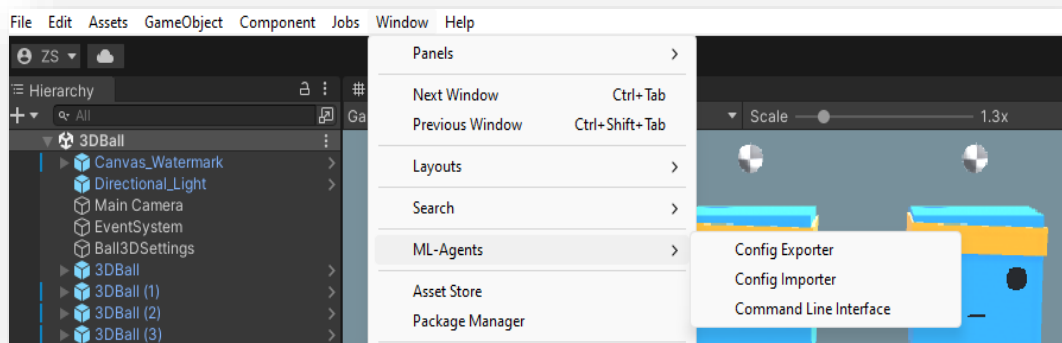 File Edit Assets GameObject Component Jobs Window Help
ZS
Hierarchy
All
3DBall
Canvas_Watermark
Directional_Light
Main Camera
EventSystem
Ball3DSettings
3DBall
3DBall (1)
3DBall (2)
3DBall (3)
Ga
Panels
Next Window Ctrl+Tab
Previous Window Ctrl+Shift+Tab
Layouts
Search
ML-Agents
Asset Store
Package Manager
Scale 1.3x
Config Exporter
Config Importer
Command Line Interface